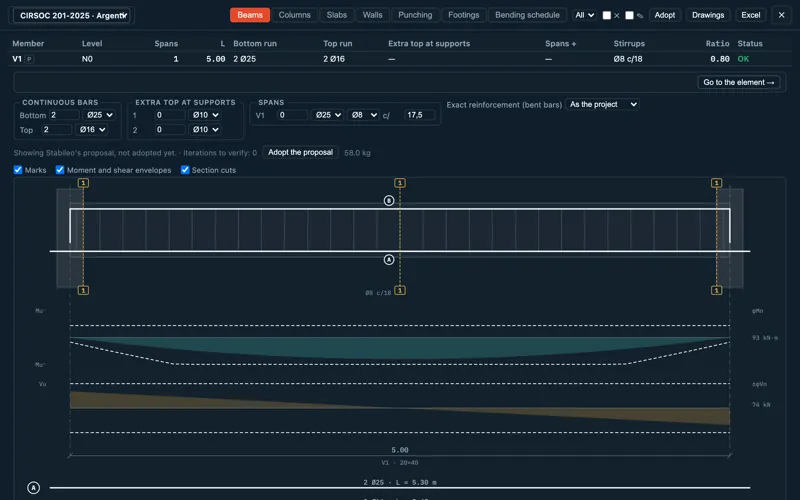 CIRSOC 201-2025 · Argenti Beams Columns Slabs Walls Punching Footings Bending schedule All Adopt Drawings Excel ✕
Member Level Spans L Bottom run Top run Extra top at supports Spans + Stirrups Ratio Status
V1 P N0 1 5.00 2 Ø25 2 Ø16 — — Ø8 c/18 0.80 OK
Go to the element →
CONTINUOUS BARS EXTRA TOP AT SUPPORTS SPANS Exact reinforcement (bent bars) As the project
Bottom 2 Ø25 1 0 Ø10 V1 0 Ø25 Ø8 c/ 17,5
Top 2 Ø16 2 0 Ø10
Showing Stabileo's proposal, not adopted yet. · Iterations to verify: 0 Adopt the proposal 58.0 kg
Marks Moment and shear envelopes Section cuts
1 1 1
B
A
1 Ø8 c/18 1 1
Mu⁻ φMn
93 kN·m
Mu⁻
Vu ±φVn
74 kN
5.00
V1 · 20×40
A 2 Ø25 · L = 5.30 m